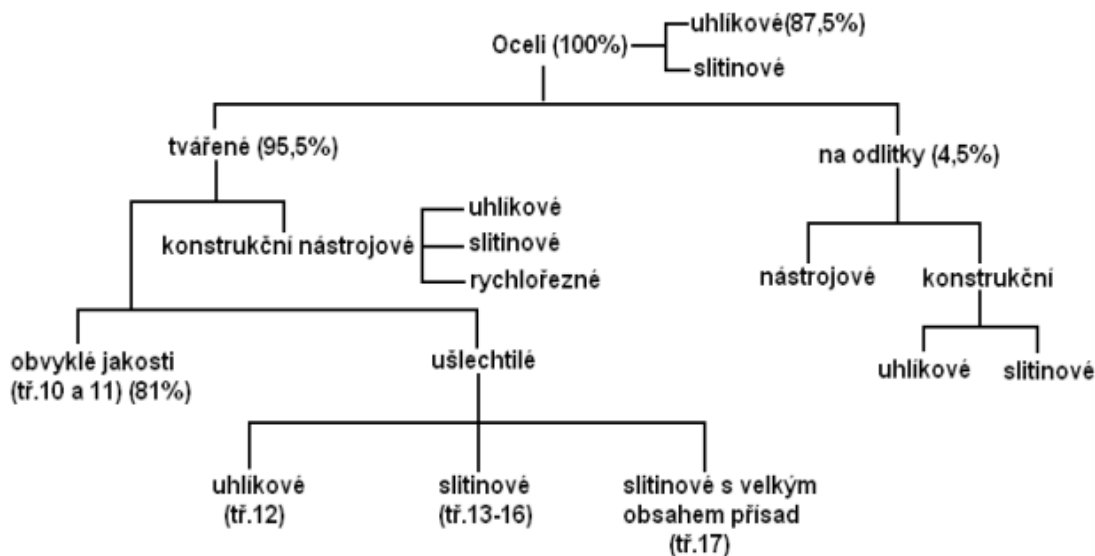 Oceli (100%)
uhlíkové(87,5%)
slitinové
tvářené (95,5%)
na odlitky (4,5%)
konstrukční nástrojové
uhlíkové
slitinové
rychlořezné
nástrojové
konstrukční
uhlíkové
slitinové
obvyklé jakosti
(tř.10 a 11) (81%)
ušlechtilé
uhlíkové
(tř.12)
slitinové
(tř.13-16)
slitinové s velkým
obsahem přísad
(tř.17)